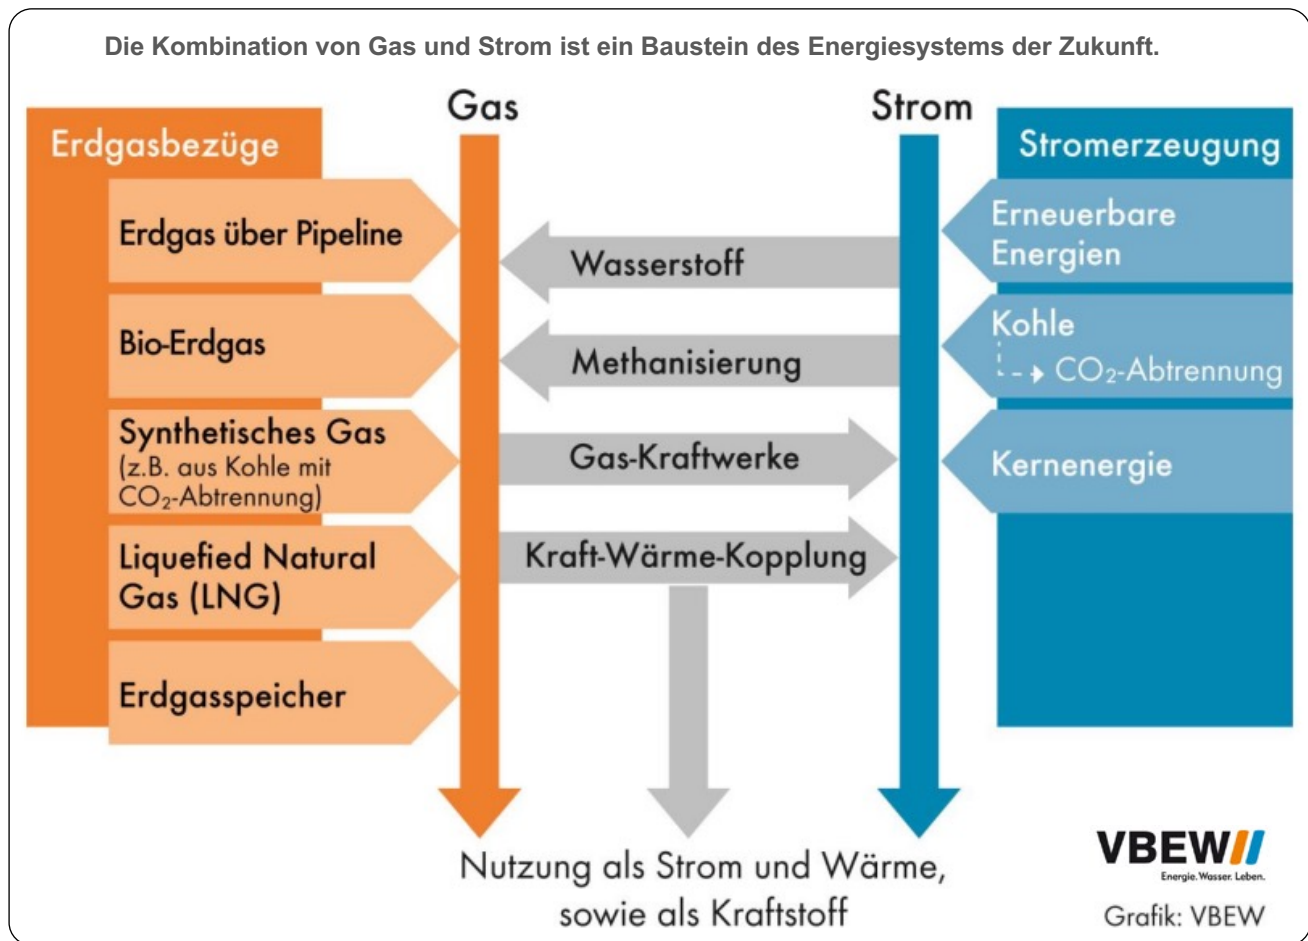 Die Kombination von Gas und Strom ist ein Baustein des Energiesystems der Zukunft.
Gas
Strom
Erdgasbezüge
Erdgas über Pipeline
Bio-Erdgas
Synthetisches Gas
(z.B. aus Kohle mit
CO₂-Abtrennung)
Liquefied Natural
Gas (LNG)
Erdgasspeicher
Wasserstoff
Methanisierung
Gas-Kraftwerke
Kraft-Wärme-Kopplung
Stromerzeugung
Erneuerbare
Energien
Kohle
CO₂-Abtrennung
Kernenergie
Nutzung als Strom und Wärme,
sowie als Kraftstoff
VBEW
Energie. Wasser. Leben.
Grafik: VBEW